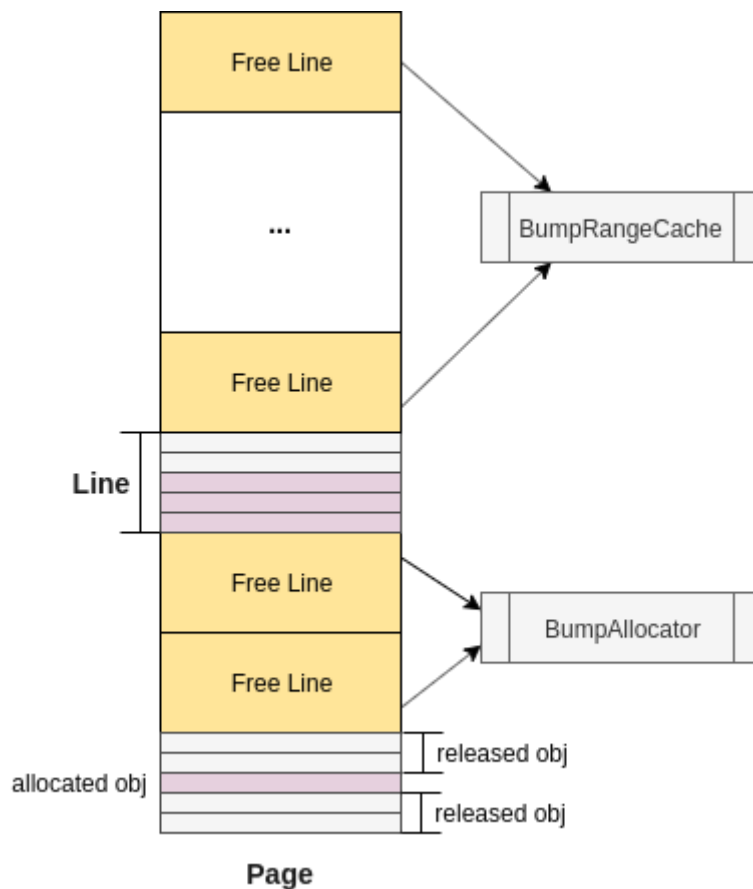 Free Line
...
BumpRangeCache
Free Line
Line
Free Line
BumpAllocator
Free Line
released obj
allocated obj
released obj
Page